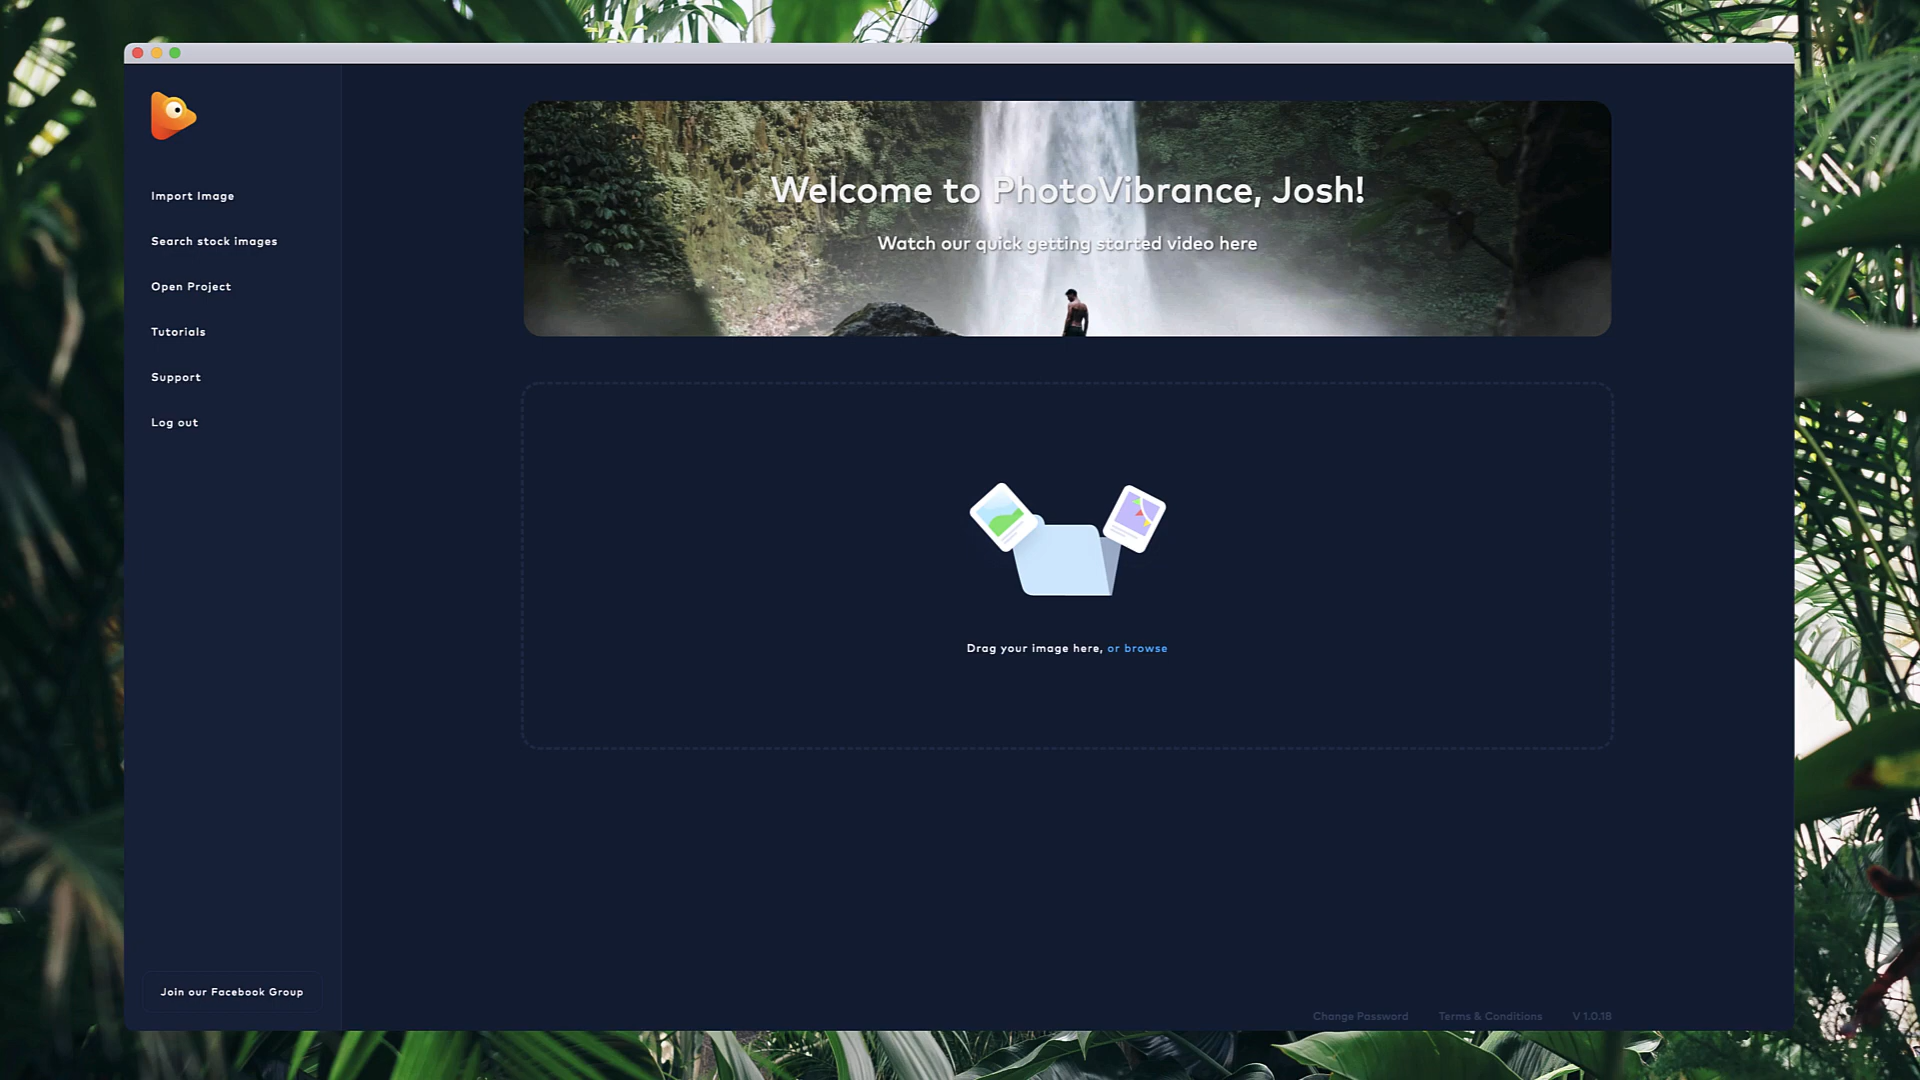 Import Image
Search stock images
Open Project
Tutorials
Support
Log out
Join our Facebook Group
Welcome to PhotoVibrance, Josh!
Watch our quick getting started video here
Drag your image here, or browse
Change Password
Terms & Conditions
V 1.0.18